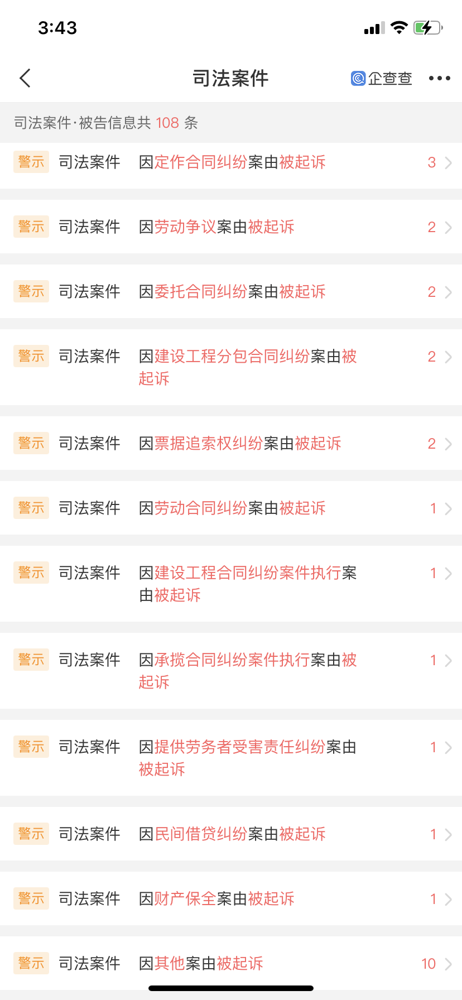 3:43
司法案件 企查查
司法案件·被告信息共 108 条
警示 司法案件 因定作合同纠纷案由被起诉 3
警示 司法案件 因劳动争议案由被起诉 2
警示 司法案件 因委托合同纠纷案由被起诉 2
警示 司法案件 因建设工程分包合同纠纷案由被 2
起诉
警示 司法案件 因票据追索权纠纷案由被起诉 2
警示 司法案件 因劳动合同纠纷案由被起诉 1
警示 司法案件 因建设工程合同纠纷案件执行案 1
由被起诉
警示 司法案件 因承揽合同纠纷案件执行案由被 1
起诉
警示 司法案件 因提供劳务者受害责任纠纷案由 1
被起诉
警示 司法案件 因民间借贷纠纷案由被起诉 1
警示 司法案件 因财产保全案由被起诉 1
警示 司法案件 因其他案由被起诉 10